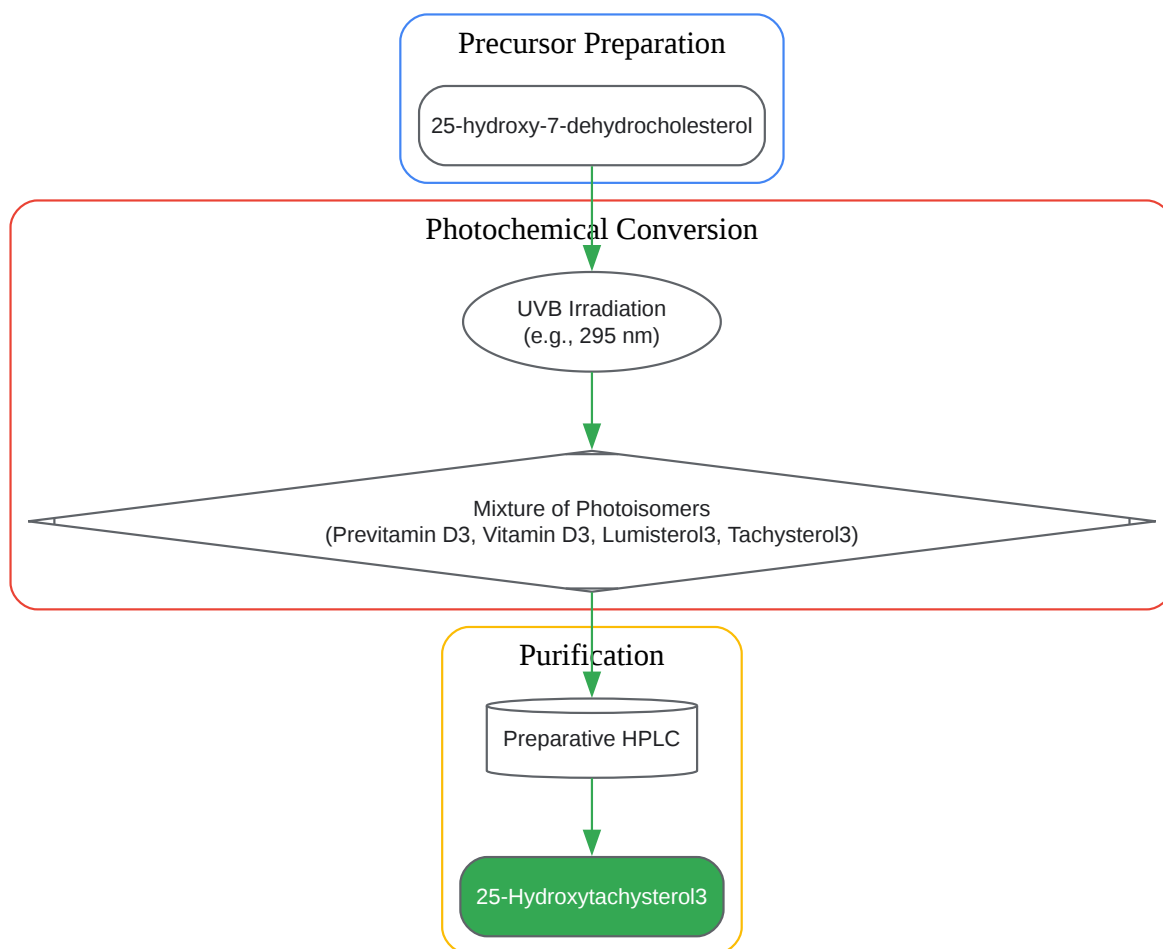 Precursor Preparation
25-hydroxy-7-dehydrocholesterol
Photochemical Conversion
UVB Irradiation
(e.g., 295 nm)
Mixture of Photoisomers
(Previtamin D3, Vitamin D3, Lumisterol3, Tachysterol3)
Purification
Preparative HPLC
25-Hydroxytachysterol3